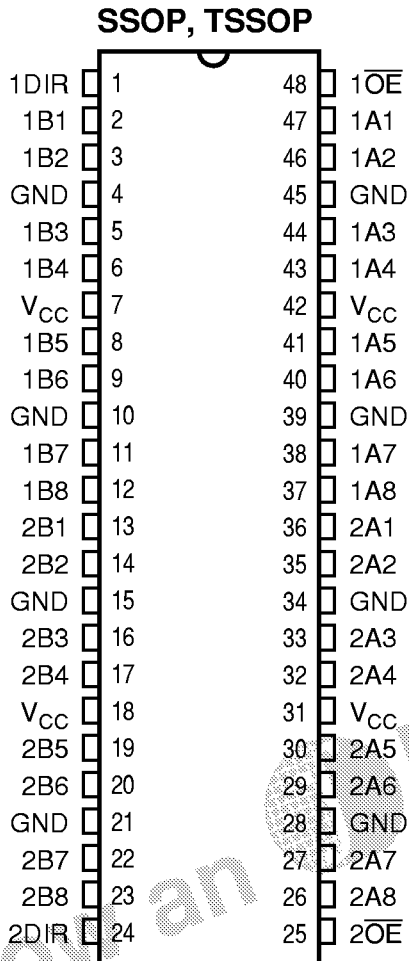 SSOP, TSSOP
1DIR 1 48 1O̅E̅
1B1 2 47 1A1
1B2 3 46 1A2
GND 4 45 GND
1B3 5 44 1A3
1B4 6 43 1A4
VCC 7 42 VCC
1B5 8 41 1A5
1B6 9 40 1A6
GND 10 39 GND
1B7 11 38 1A7
1B8 12 37 1A8
2B1 13 36 2A1
2B2 14 35 2A2
GND 15 34 GND
2B3 16 33 2A3
2B4 17 32 2A4
VCC 18 31 VCC
2B5 19 30 2A5
2B6 20 29 2A6
GND 21 28 GND
2B7 22 27 2A7
2B8 23 26 2A8
2DIR 24 25 2O̅E̅
an